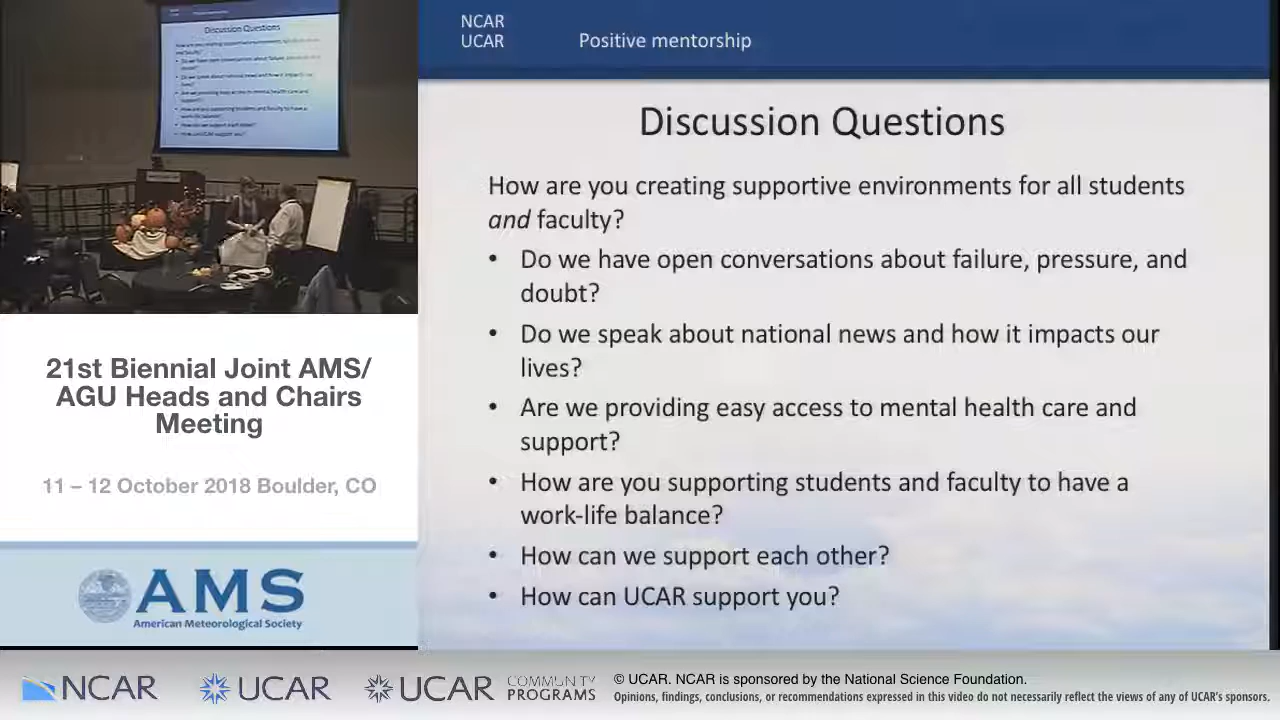 Discussion Questions
NCAR
UCAR
Positive mentorship
Discussion Questions
How are you creating supportive environments for all students
and faculty?
• Do we have open conversations about failure, pressure, and
doubt?
• Do we speak about national news and how it impacts our
lives?
• Are we providing easy access to mental health care and
support?
• How are you supporting students and faculty to have a
work-life balance?
• How can we support each other?
• How can UCAR support you?
21st Biennial Joint AMS/
AGU Heads and Chairs
Meeting
11 – 12 October 2018 Boulder, CO
AMS
American Meteorological Society
NCAR
UCAR
UCAR
COMMUNITY
PROGRAMS
© UCAR. NCAR is sponsored by the National Science Foundation.
Opinions, findings, conclusions, or recommendations expressed in this video do not necessarily reflect the views of any of UCAR's sponsors.